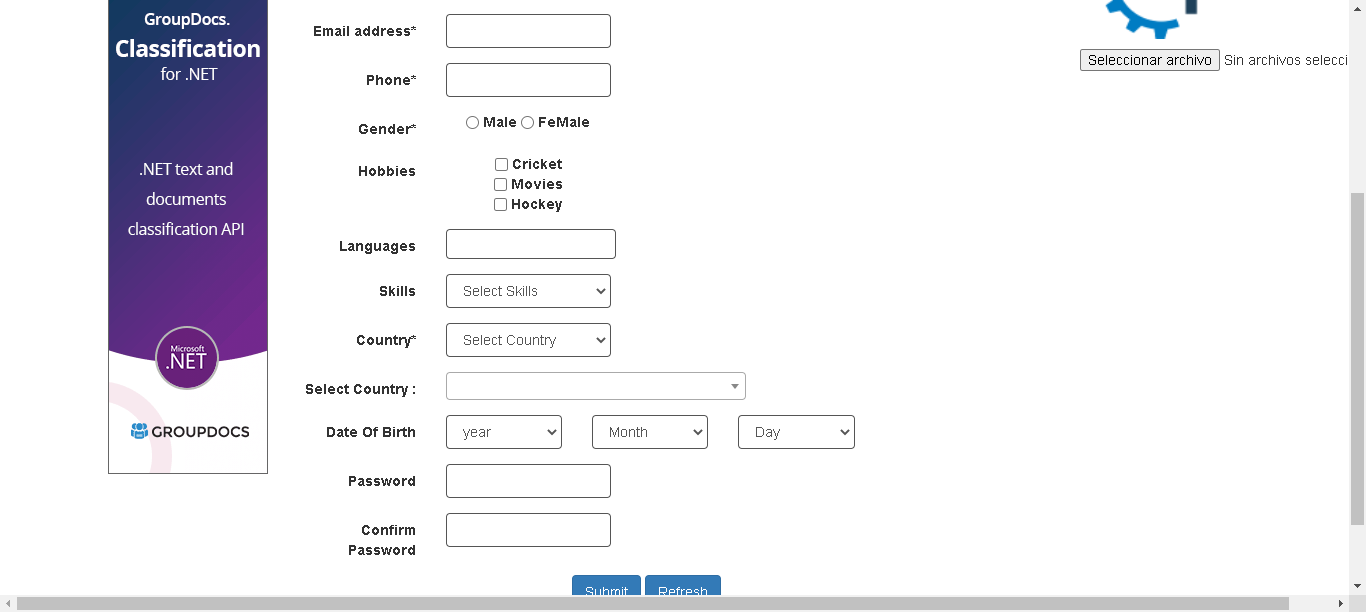 GroupDocs.
Classification
for .NET
.NET text and
documents
classification API
Microsoft
.NET
GROUPDOCS
Email address*
Phone*
Gender*
Male FeMale
Hobbies
Cricket
Movies
Hockey
Languages
Skills
Select Skills
Country*
Select Country
Select Country :
Date Of Birth
year Month Day
Password
Confirm
Password
Submit Refresh
Seleccionar archivo Sin archivos selecci